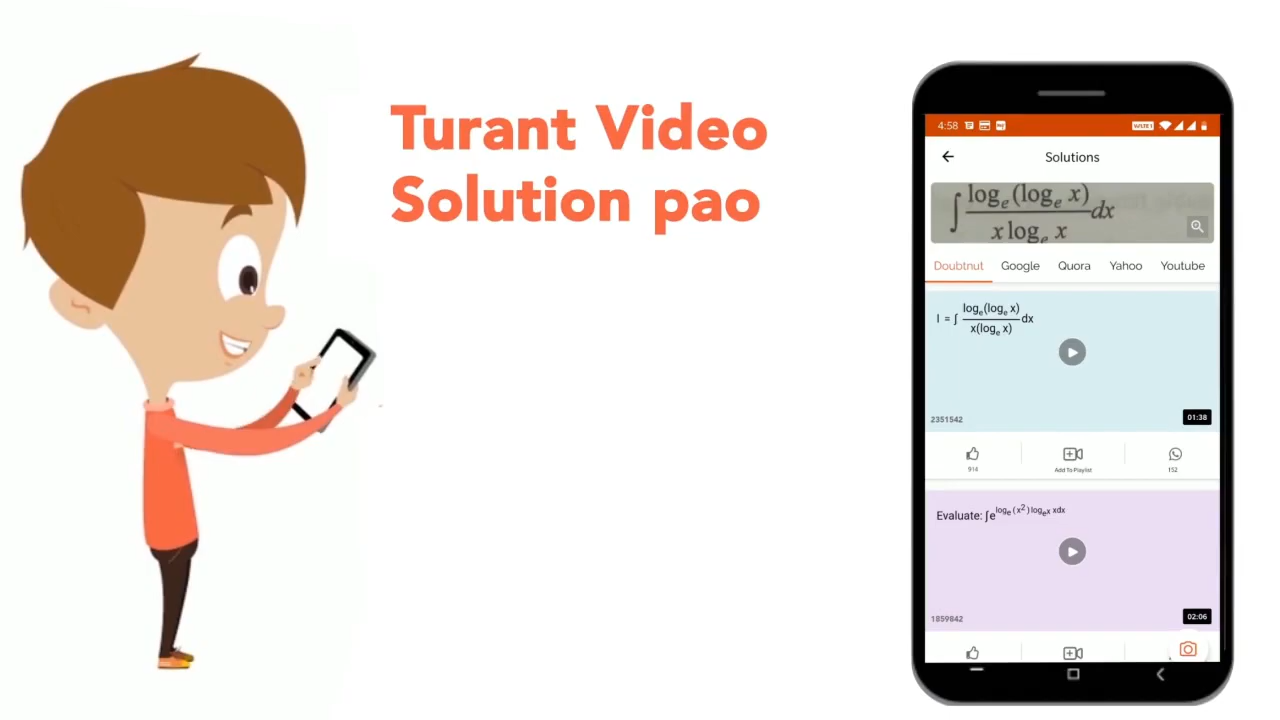 Turant Video
Solution pao
4:58
VoLTE1
Solutions
∫ logₑ(logₑ x) / x logₑ x dx
Doubtnut Google Quora Yahoo Youtube
I = ∫ logₑ(logₑ x) / x(logₑ x) dx
2351542 01:38
914 Add To Playlist 152
Evaluate: ∫e^logₑ(x²)logₑx xdx
1859842 02:06